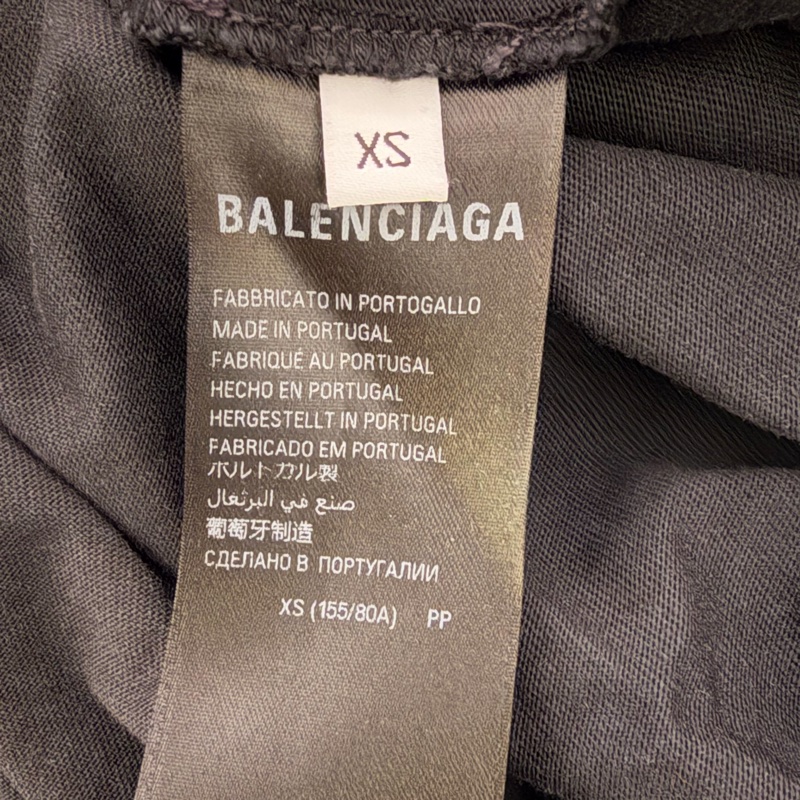 XS
BALENCIAGA
FABBRICATO IN PORTOGALLO
MADE IN PORTUGAL
FABRIQUÉ AU PORTUGAL
HECHO EN PORTUGAL
HERGESTELLT IN PORTUGAL
FABRICADO EM PORTUGAL
ポルトガル製
صنع في البرتغال
葡萄牙制造
СДЕЛАНО В ПОРТУГАЛИИ
XS (155/80A) PP